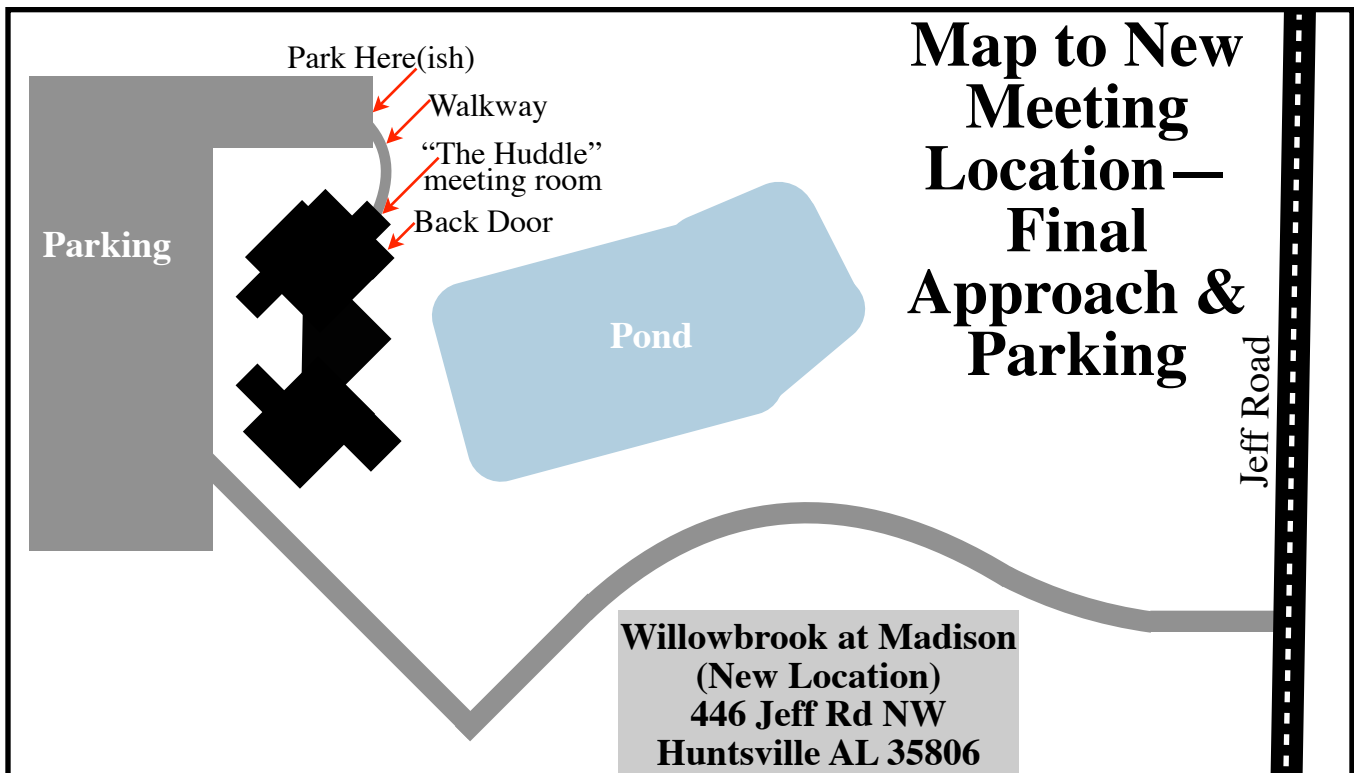 Map to New
Meeting
Location—
Final
Approach &
Parking
Park Here(ish)
Walkway
“The Huddle”
meeting room
Back Door
Parking
Pond
Jeff Road
Willowbrook at Madison
(New Location)
446 Jeff Rd NW
Huntsville AL 35806